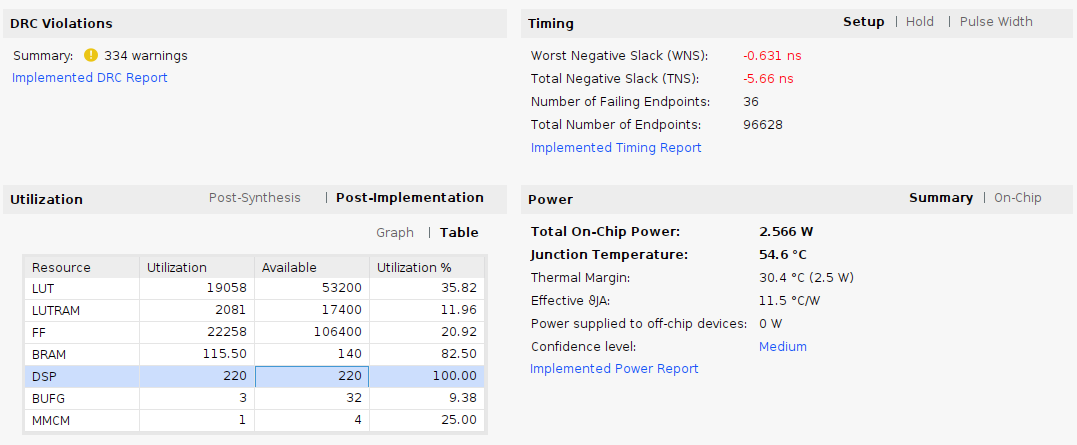 DRC Violations
Summary: 334 warnings
Implemented DRC Report
Timing Setup | Hold | Pulse Width
Worst Negative Slack (WNS): -0.631 ns
Total Negative Slack (TNS): -5.66 ns
Number of Failing Endpoints: 36
Total Number of Endpoints: 96628
Implemented Timing Report
Utilization Post-Synthesis | Post-Implementation
Graph | Table
Resource Utilization Available Utilization %
LUT 19058 53200 35.82
LUTRAM 2081 17400 11.96
FF 22258 106400 20.92
BRAM 115.50 140 82.50
DSP 220 220 100.00
BUFG 3 32 9.38
MMCM 1 4 25.00
Power Summary | On-Chip
Total On-Chip Power: 2.566 W
Junction Temperature: 54.6 °C
Thermal Margin: 30.4 °C (2.5 W)
Effective ϑJA: 11.5 °C/W
Power supplied to off-chip devices: 0 W
Confidence level: Medium
Implemented Power Report